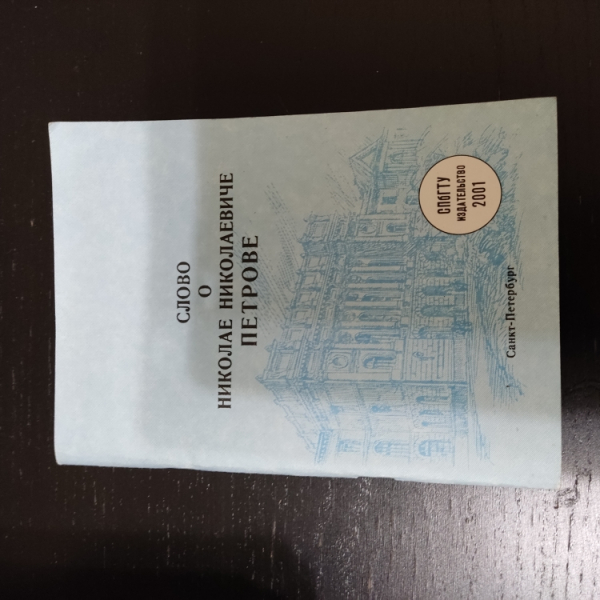 СЛОВО
О
НИКОЛАЕ НИКОЛАЕВИЧЕ
ПЕТРОВЕ
СПбГТУ
ИЗДАТЕЛЬСТВО
2001
Санкт-Петербург